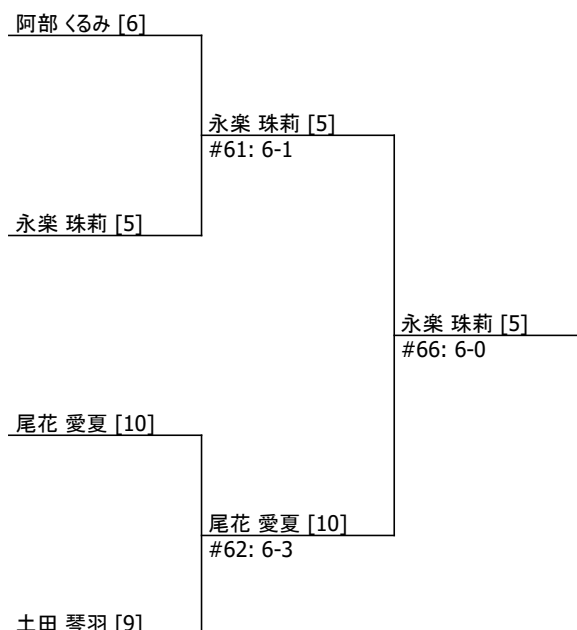 阿部 くるみ [6]
永楽 珠莉 [5]
#61: 6-1
永楽 珠莉 [5]
永楽 珠莉 [5]
#66: 6-0
尾花 愛夏 [10]
尾花 愛夏 [10]
#62: 6-3
土田 琴羽 [9]